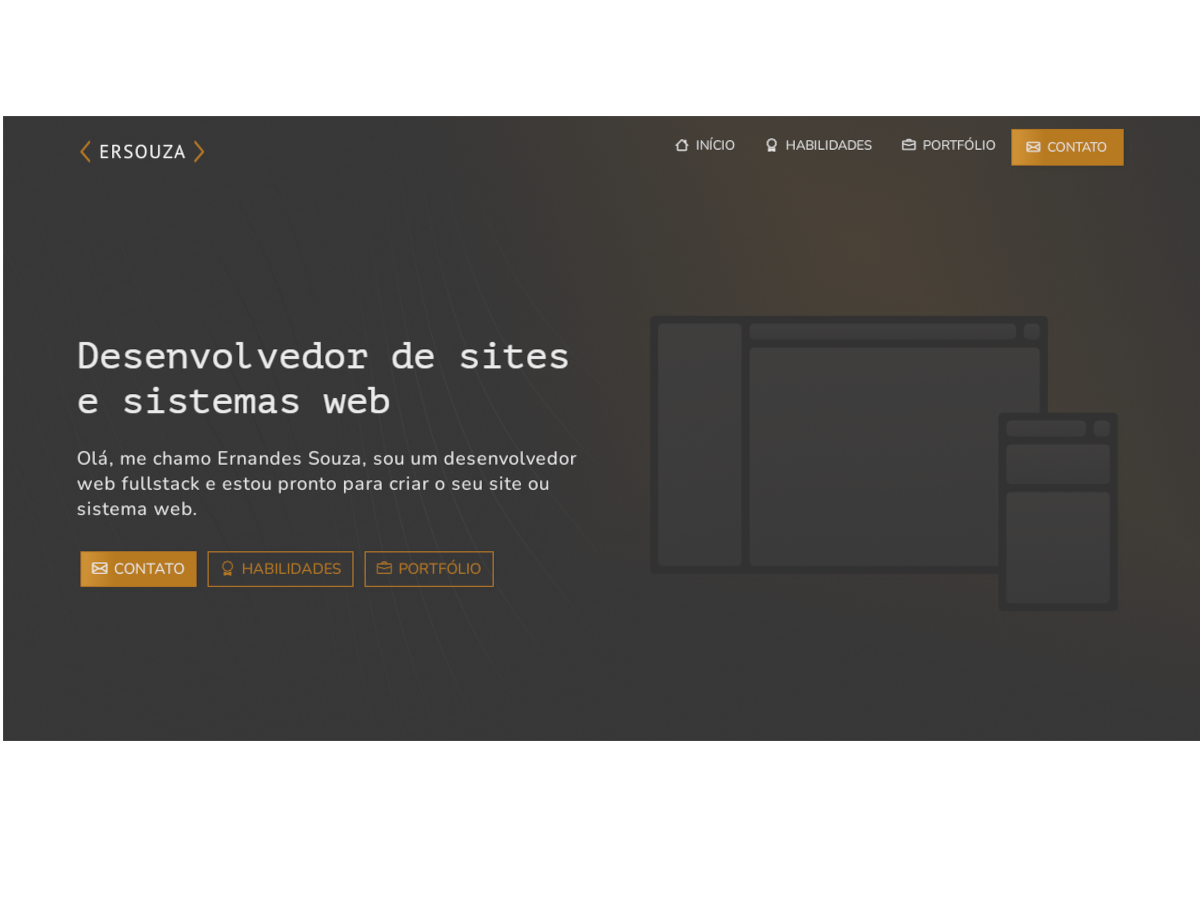 ERSOUZA
INÍCIO
HABILIDADES
PORTFÓLIO
CONTATO
Desenvolvedor de sites
e sistemas web
Olá, me chamo Ernandes Souza, sou um desenvolvedor
web fullstack e estou pronto para criar o seu site ou
sistema web.
CONTATO
HABILIDADES
PORTFÓLIO